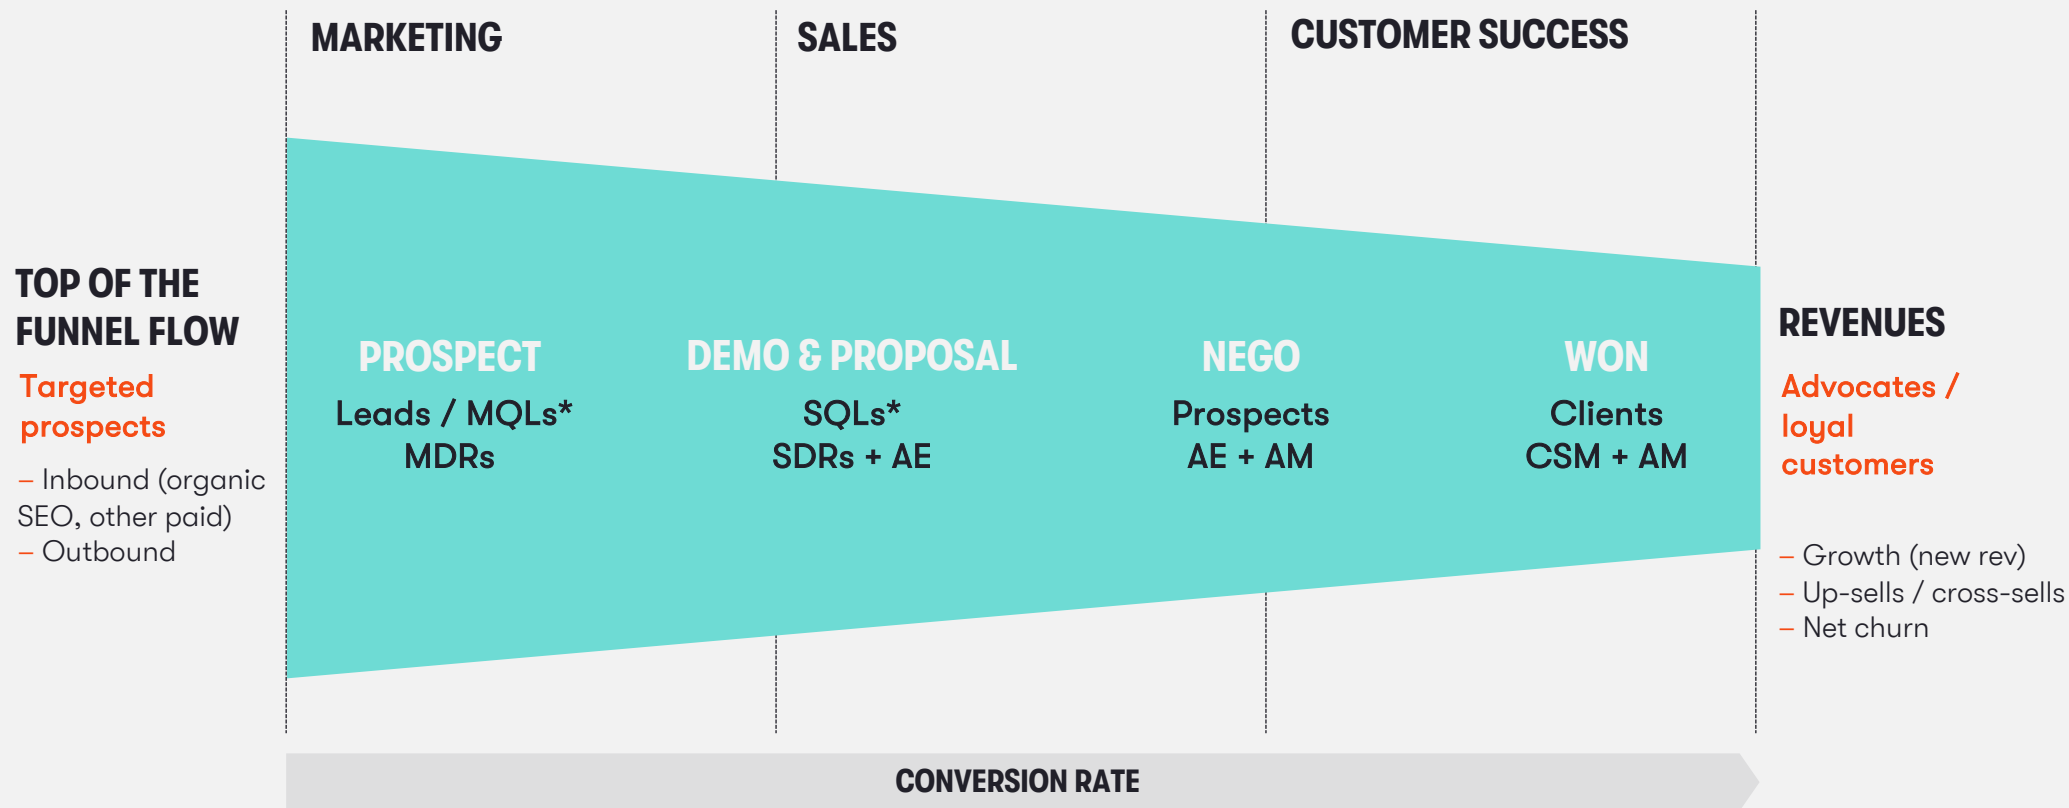 MARKETING
SALES
CUSTOMER SUCCESS
TOP OF THE
FUNNEL FLOW
Targeted
prospects
– Inbound (organic
SEO, other paid)
– Outbound
PROSPECT
Leads / MQLs*
MDRs
DEMO & PROPOSAL
SQLs*
SDRs + AE
NEGO
Prospects
AE + AM
WON
Clients
CSM + AM
REVENUES
Advocates /
loyal
customers
– Growth (new rev)
– Up-sells / cross-sells
– Net churn
CONVERSION RATE